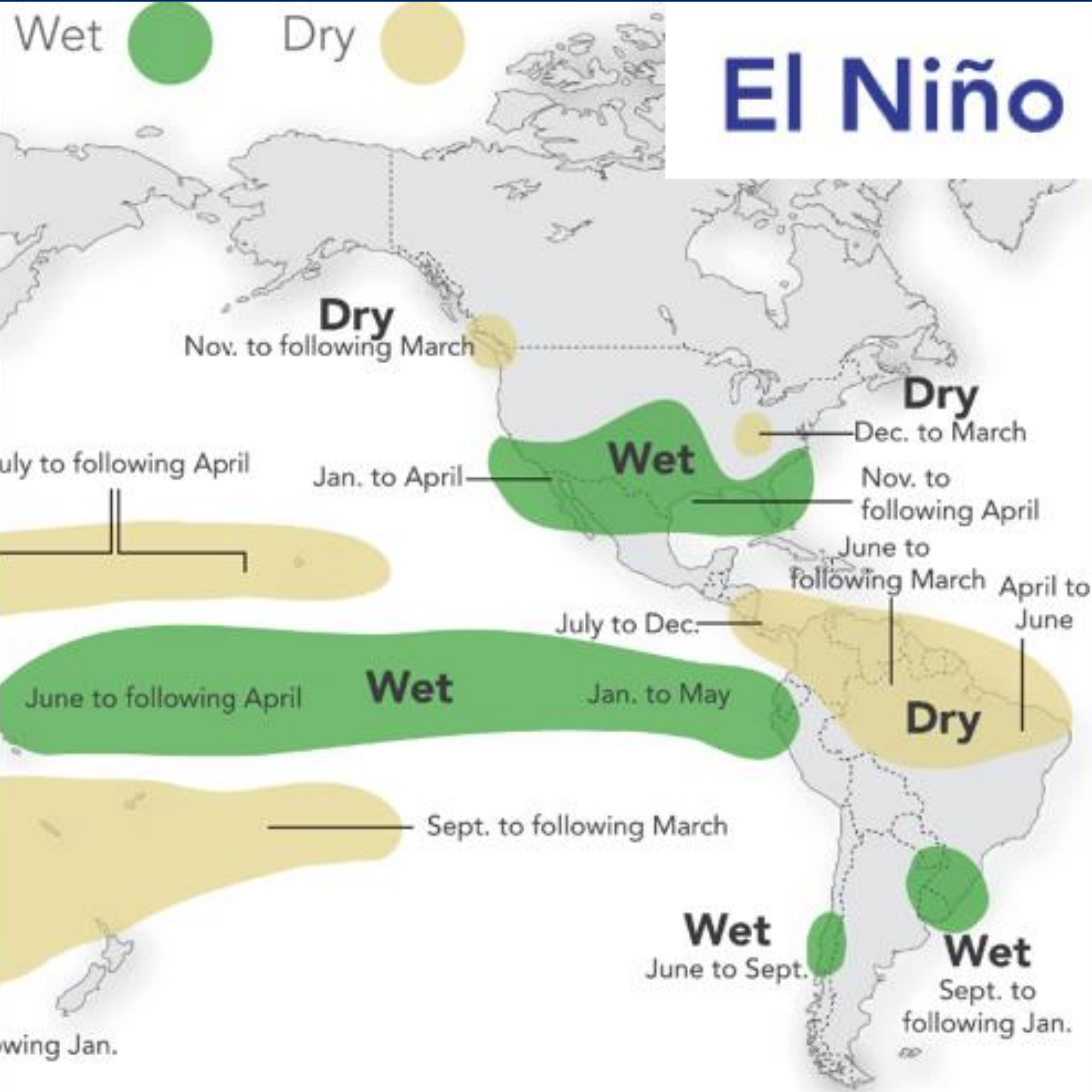 Wet
Dry
El Niño
Dry
Nov. to following March
Dry
Dec. to March
Wet
uly to following April
Jan. to April
Nov. to
following April
June to
following March
April to
June
July to Dec.
June to following April
Wet
Jan. to May
Dry
Sept. to following March
Wet
June to Sept.
Wet
Sept. to
following Jan.
owing Jan.